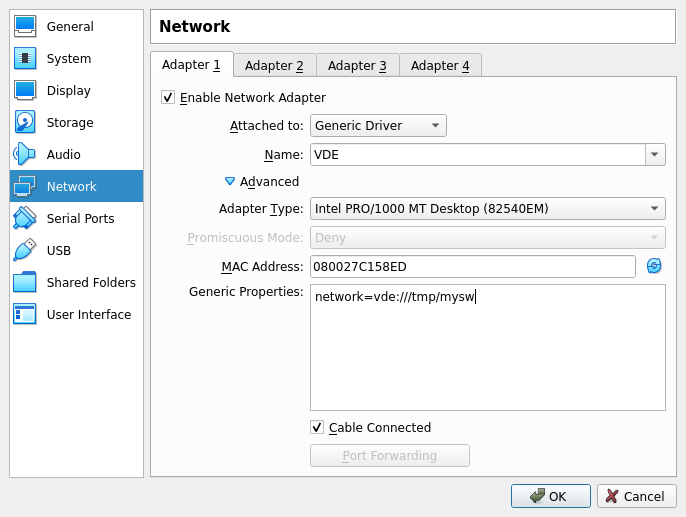 General
System
Display
Storage
Audio
Network
Serial Ports
USB
Shared Folders
User Interface
Network
Adapter 1 Adapter 2 Adapter 3 Adapter 4
Enable Network Adapter
Attached to: Generic Driver
Name: VDE
Advanced
Adapter Type: Intel PRO/1000 MT Desktop (82540EM)
Promiscuous Mode: Deny
MAC Address: 080027C158ED
Generic Properties: network=vde:///tmp/mysw
Cable Connected
Port Forwarding
OK Cancel